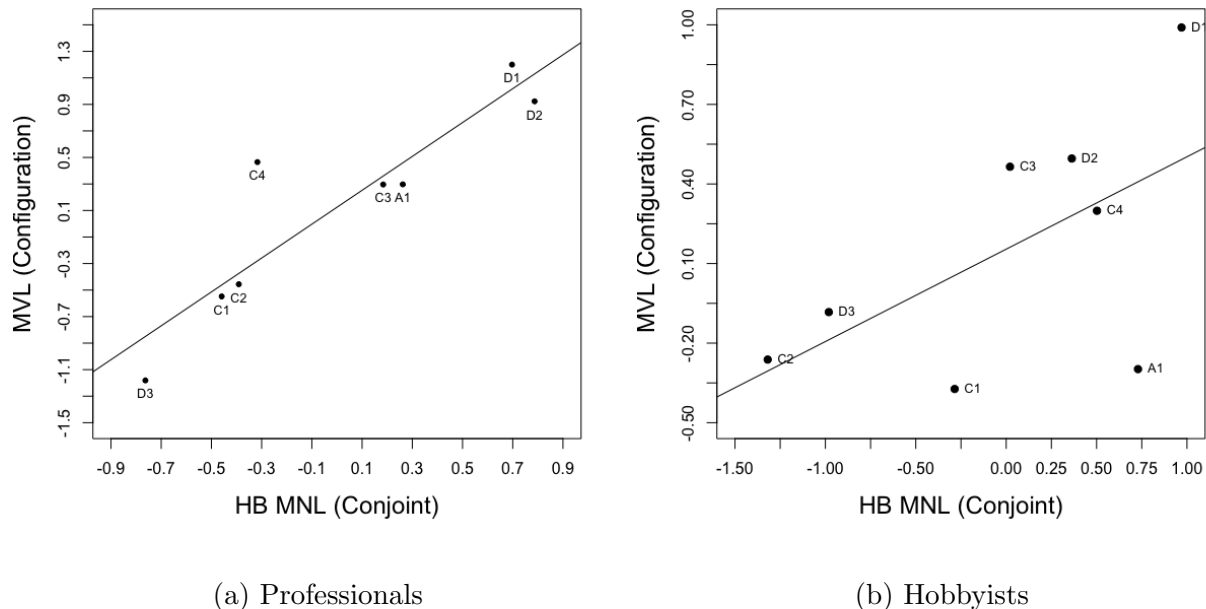 MVL (Configuration)
1.3
0.9
0.5
0.1
-0.3
-0.7
-1.1
-1.5
D1
D2
C4
C3 A1
C2
C1
D3
-0.9 -0.5 -0.3 0.1 0.3 0.5 0.7 0.9
HB MNL (Conjoint)
(a) Professionals
MVL (Configuration)
1.00
0.70
0.40
0.10
-0.20
-0.50
D1
D2
C3
C4
D3
C2
A1
C1
-1.50 -1.00 -0.50 0.00 0.25 0.50 0.75 1.00
HB MNL (Conjoint)
(b) Hobbyists